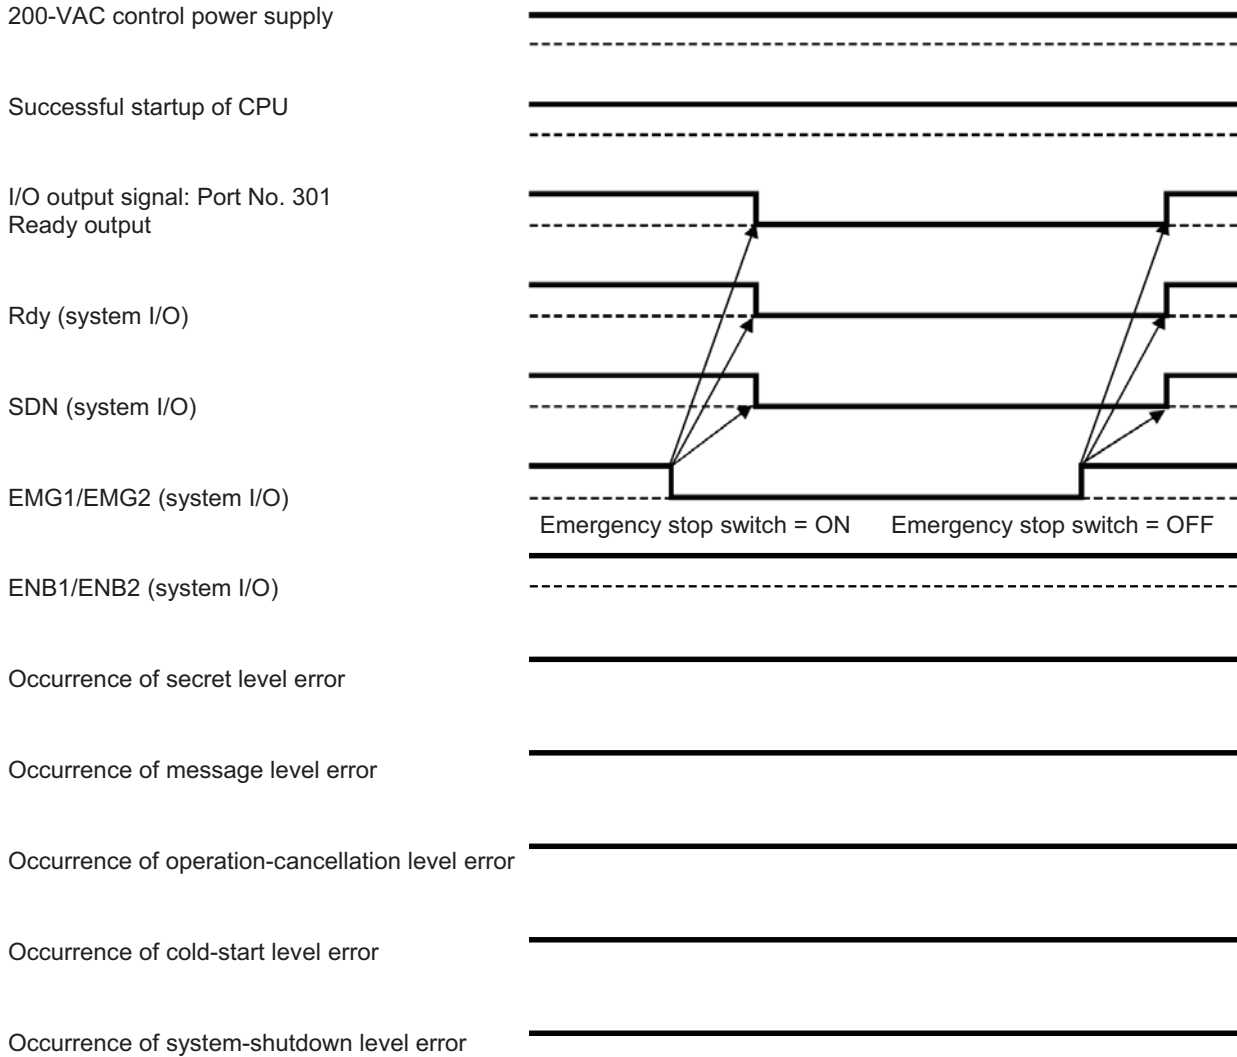 200-VAC control power supply
Successful startup of CPU
I/O output signal: Port No. 301
Ready output
Rdy (system I/O)
SDN (system I/O)
EMG1/EMG2 (system I/O)
Emergency stop switch = ON
Emergency stop switch = OFF
ENB1/ENB2 (system I/O)
Occurrence of secret level error
Occurrence of message level error
Occurrence of operation-cancellation level error
Occurrence of cold-start level error
Occurrence of system-shutdown level error